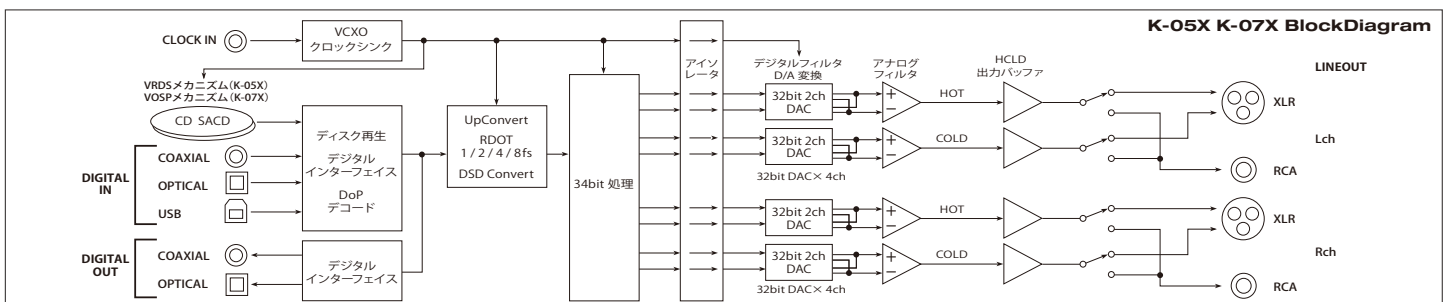 K-05X K-07X BlockDiagram
CLOCK IN
VCXO
クロックシンク
VRDSメカニズム(K-05X)
VOSPメカニズム(K-07X)
CD SACD
DIGITAL
IN
COAXIAL
OPTICAL
USB
ディスク再生
デジタル
インターフェイス
DoP
デコード
DIGITAL
OUT
COAXIAL
OPTICAL
デジタル
インターフェイス
UpConvert
RDOT
1 / 2 / 4 / 8fs
DSD Convert
34bit 処理
アイソ
レータ
デジタルフィルタ
D/A 変換
アナログ
フィルタ
HCLD
出力バッファ
LINEOUT
32bit 2ch
DAC
+
−
HOT
XLR
32bit 2ch
DAC
+
−
COLD
Lch
32bit DAC× 4ch
RCA
32bit 2ch
DAC
+
−
HOT
XLR
32bit 2ch
DAC
+
−
COLD
Rch
32bit DAC× 4ch
RCA